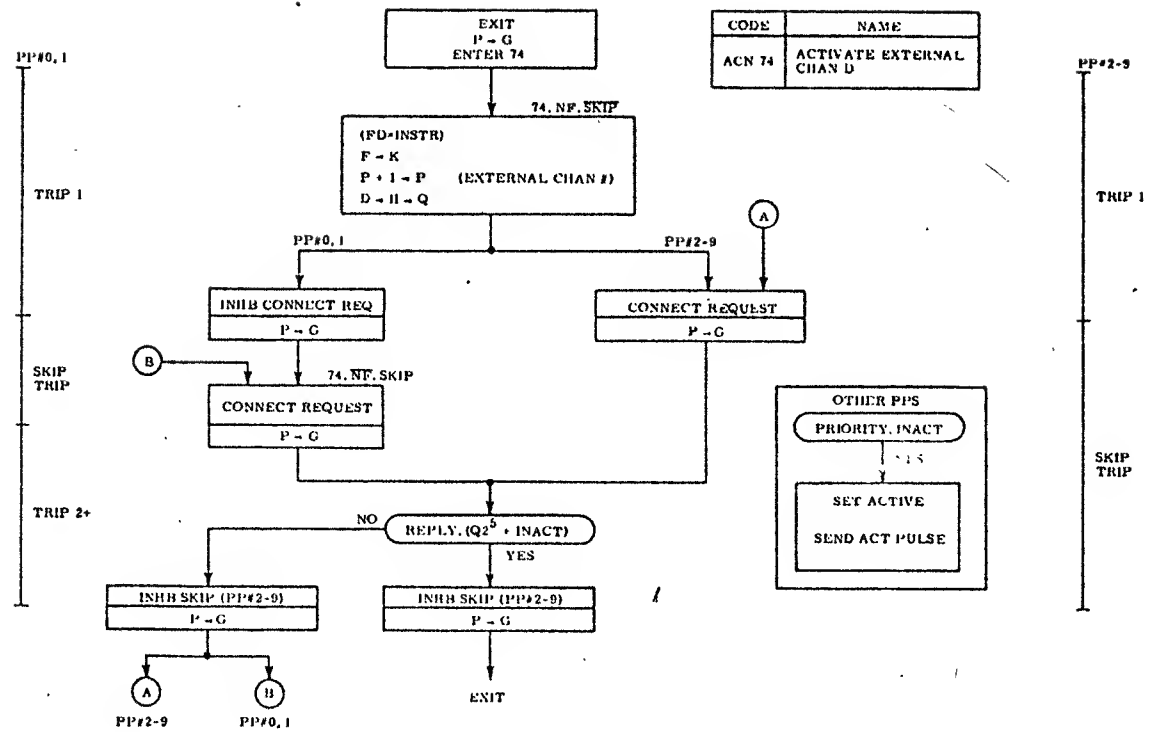 EXIT
P → G
ENTER 74
CODE NAME
ACN 74 ACTIVATE EXTERNAL
CHAN D
PP#0, 1
PP#2-9
74. NF. S̅K̅I̅P̅
(FD=INSTR)
F → K
P + 1 → P (EXTERNAL CHAN #)
D → H → Q
TRIP 1
TRIP 1
A
PP#0, 1
PP#2-9
INHB CONNECT REQ
P → G
CONNECT REQUEST
P → G
B
SKIP
TRIP
74. N̅F̅. SKIP
CONNECT REQUEST
P → G
OTHER PPS
PRIORITY. INACT
SET ACTIVE
SEND ACT PULSE
SKIP
TRIP
TRIP 2+
NO
REPLY. (Q2⁵ + INACT)
YES
INHB SKIP (PP#2-9)
P → G
INHB SKIP (PP#2-9)
P → G
A
B
EXIT
PP#2-9
PP#0, 1